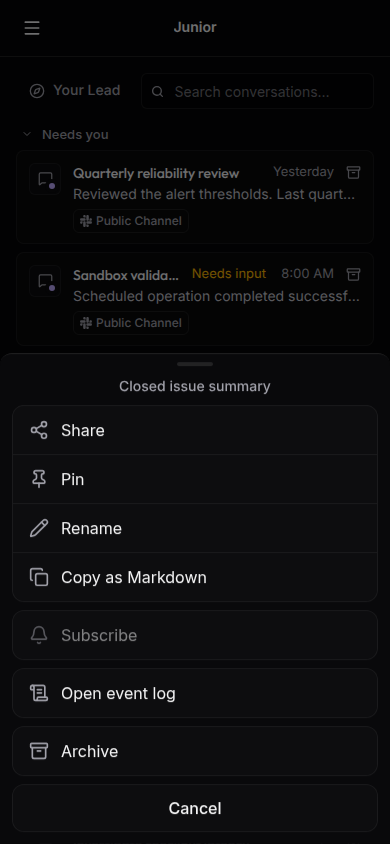 Junior
Your Lead
Search conversations...
Needs you
Quarterly reliability review
Yesterday
Reviewed the alert thresholds. Last quart...
Public Channel
Sandbox valida...
Needs input
8:00 AM
Scheduled operation completed successf...
Public Channel
Closed issue summary
Share
Pin
Rename
Copy as Markdown
Subscribe
Open event log
Archive
Cancel